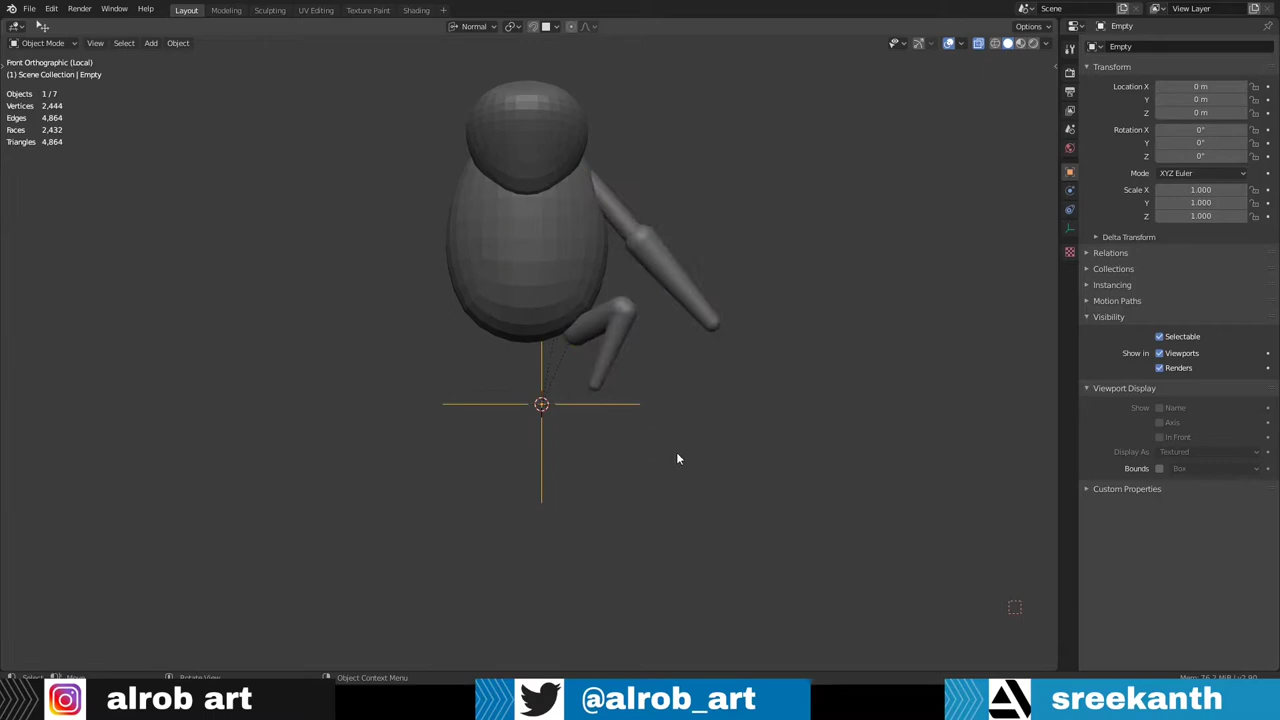 File Edit Render Window Help Layout Modeling Sculpting UV Editing Texture Paint Shading + Scene View Layer
Normal Options Empty
Object Mode View Select Add Object Empty
Front Orthographic (Local)
(1) Scene Collection | Empty
Objects 1 / 7
Vertices 2,444
Edges 4,864
Faces 2,432
Triangles 4,864
Transform
Location X 0 m
Y 0 m
Z 0 m
Rotation X 0°
Y 0°
Z 0°
Mode XYZ Euler
Scale X 1.000
Y 1.000
Z 1.000
Delta Transform
Relations
Collections
Instancing
Motion Paths
Visibility
Selectable
Show in Viewports
Renders
Viewport Display
Show Name
Axis
In Front
Display As Textured
Bounds Box
Custom Properties
Select Move Rotate View Object Context Menu
alrob art @alrob_art sreekanth